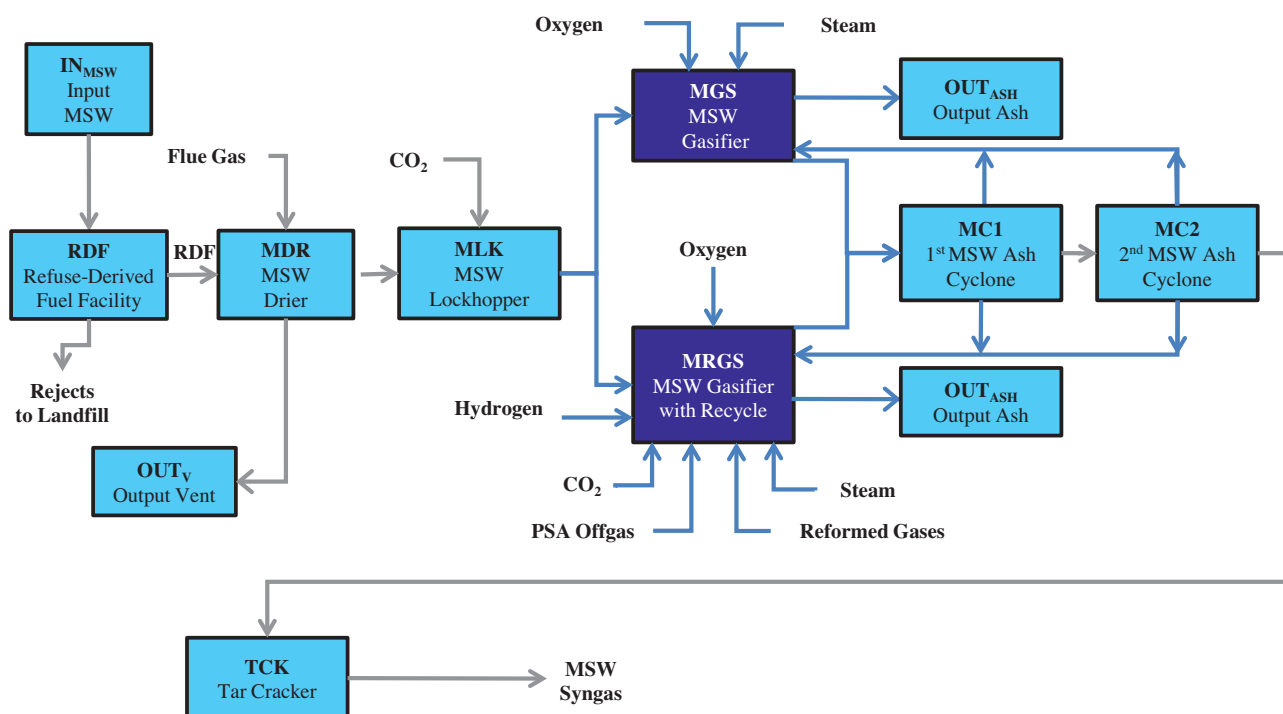 Oxygen
Steam
IN_MSW
Input
MSW
MGS
MSW
Gasifier
OUT_ASH
Output Ash
Flue Gas
CO₂
RDF
Refuse-Derived
Fuel Facility
RDF
MDR
MSW
Drier
MLK
MSW
Lockhopper
Oxygen
MC1
1st MSW Ash
Cyclone
MC2
2nd MSW Ash
Cyclone
Rejects
to Landfill
Hydrogen
MRGS
MSW Gasifier
with Recycle
OUT_ASH
Output Ash
OUT_V
Output Vent
CO₂
Steam
PSA Offgas
Reformed Gases
TCK
Tar Cracker
MSW
Syngas